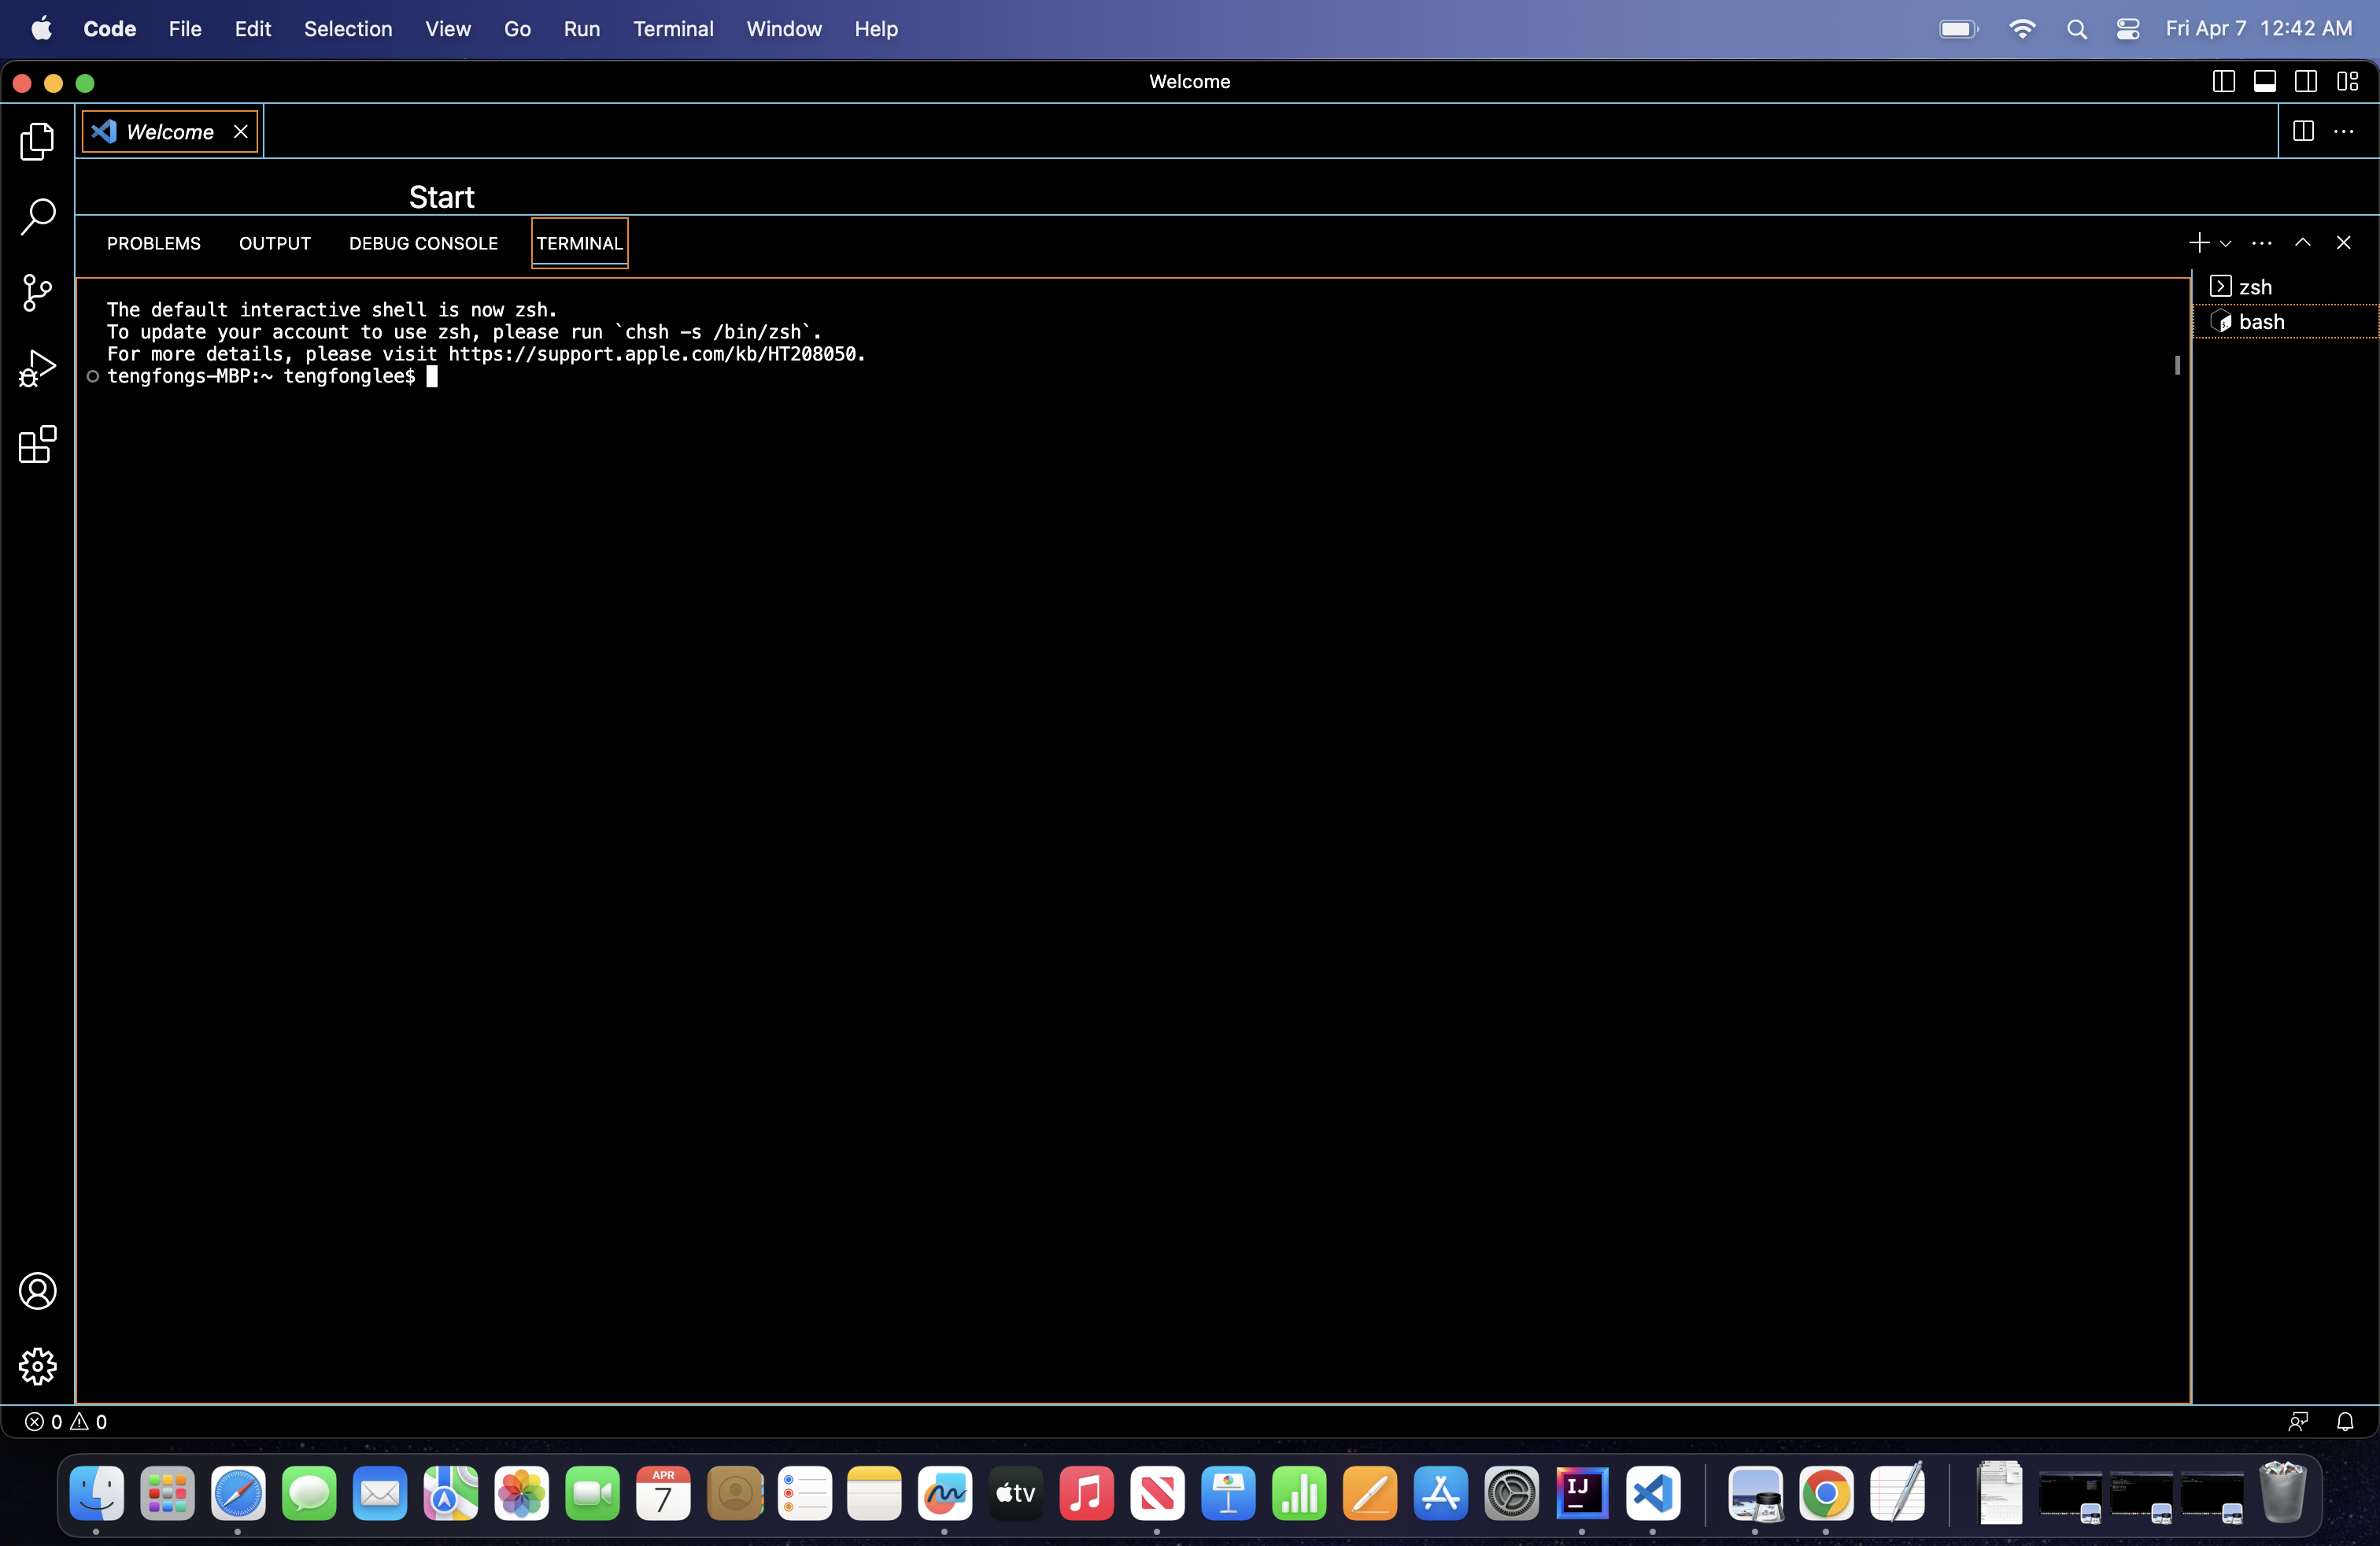 Code File Edit Selection View Go Run Terminal Window Help Fri Apr 7 12:42 AM
Welcome
Welcome
Start
PROBLEMS OUTPUT DEBUG CONSOLE TERMINAL
zsh
bash
The default interactive shell is now zsh.
To update your account to use zsh, please run `chsh -s /bin/zsh`.
For more details, please visit https://support.apple.com/kb/HT208050.
tengfongs-MBP:~ tengfonglee$
0 0
APR
7
tv
IJ